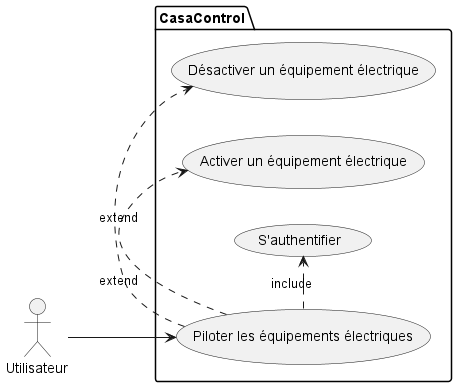 CasaControl
Désactiver un équipement électrique
Activer un équipement électrique
extend
S'authentifier
extend
include
Piloter les équipements électriques
Utilisateur